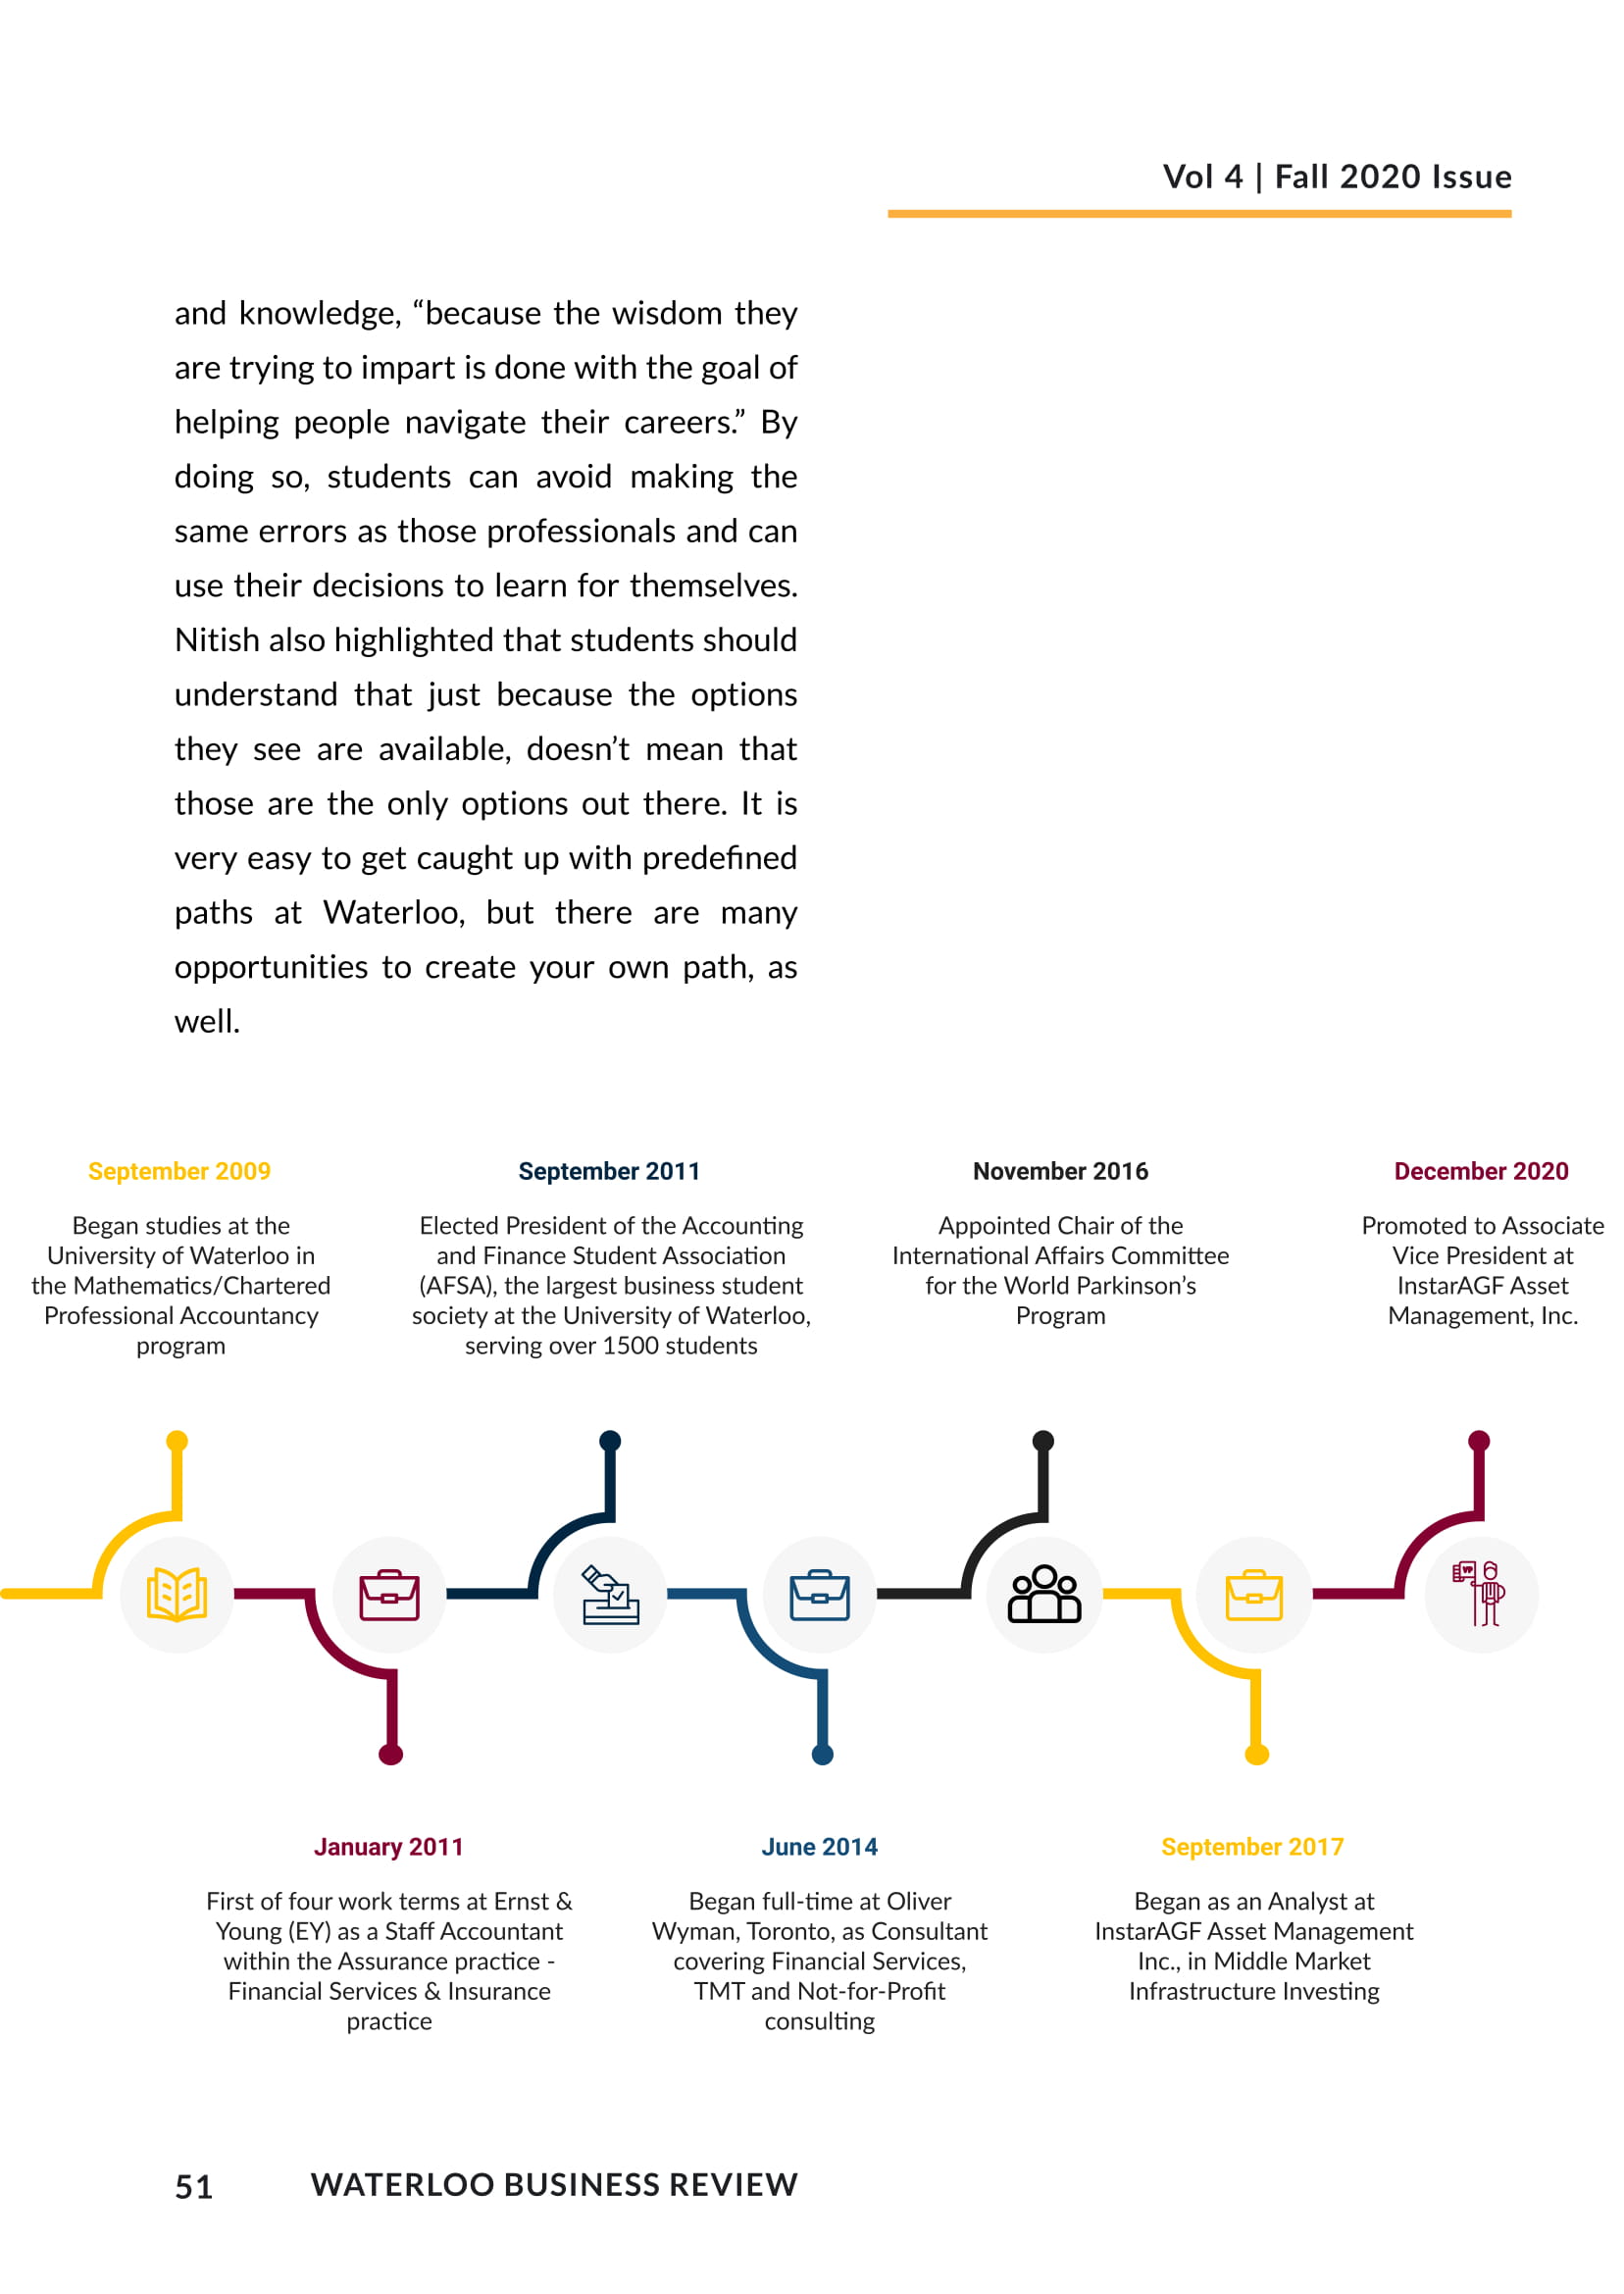 Vol 4 | Fall 2020 Issue
and knowledge, “because the wisdom they
are trying to impart is done with the goal of
helping people navigate their careers.” By
doing so, students can avoid making the
same errors as those professionals and can
use their decisions to learn for themselves.
Nitish also highlighted that students should
understand that just because the options
they see are available, doesn’t mean that
those are the only options out there. It is
very easy to get caught up with predefined
paths at Waterloo, but there are many
opportunities to create your own path, as
well.
September 2009
Began studies at the
University of Waterloo in
the Mathematics/Chartered
Professional Accountancy
program
September 2011
Elected President of the Accounting
and Finance Student Association
(AFSA), the largest business student
society at the University of Waterloo,
serving over 1500 students
November 2016
Appointed Chair of the
International Affairs Committee
for the World Parkinson’s
Program
December 2020
Promoted to Associate
Vice President at
InstarAGF Asset
Management, Inc.
VP
January 2011
First of four work terms at Ernst &
Young (EY) as a Staff Accountant
within the Assurance practice -
Financial Services & Insurance
practice
June 2014
Began full-time at Oliver
Wyman, Toronto, as Consultant
covering Financial Services,
TMT and Not-for-Profit
consulting
September 2017
Began as an Analyst at
InstarAGF Asset Management
Inc., in Middle Market
Infrastructure Investing
51 WATERLOO BUSINESS REVIEW